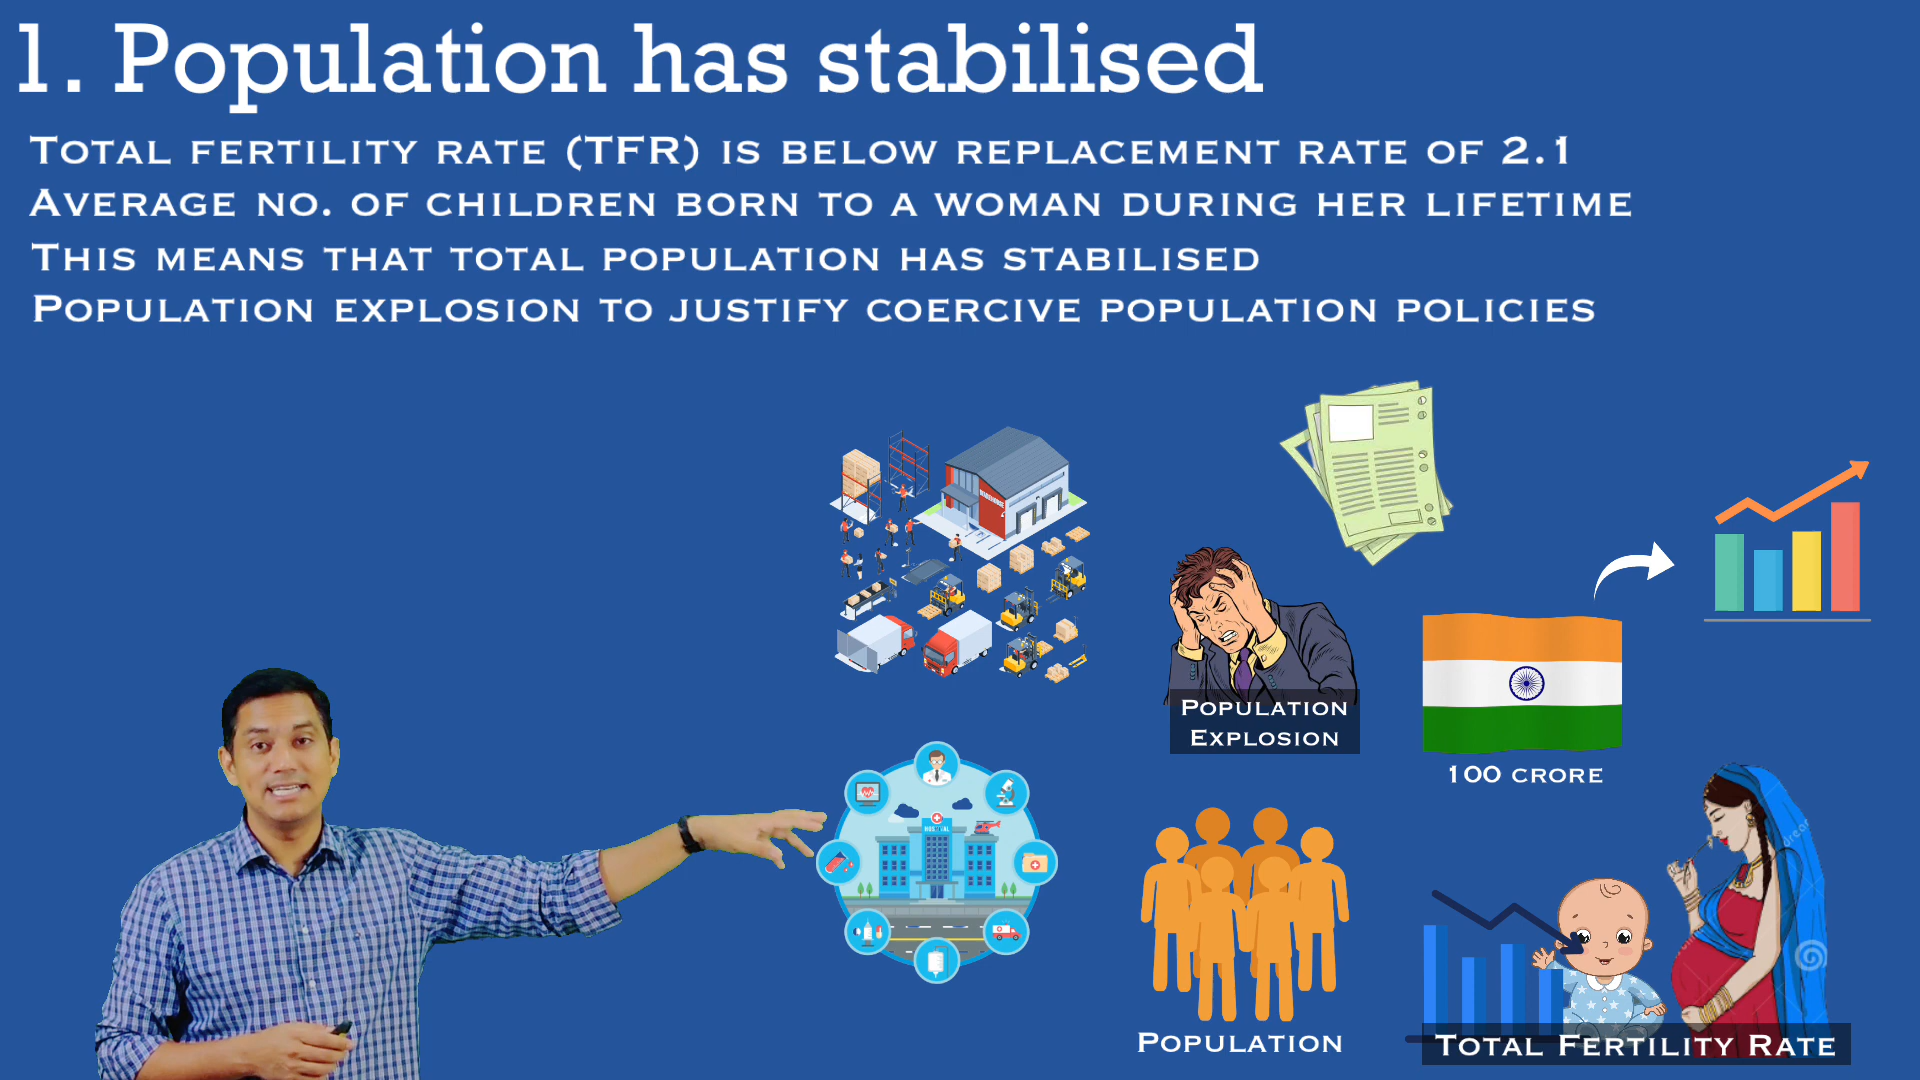 1. Population has stabilised
Total fertility rate (TFR) is below replacement rate of 2.1
Average no. of children born to a woman during her lifetime
This means that total population has stabilised
Population explosion to justify coercive population policies
WAREHOUSE
Population
Explosion
100 crore
HOSPITAL
Population
Total Fertility Rate